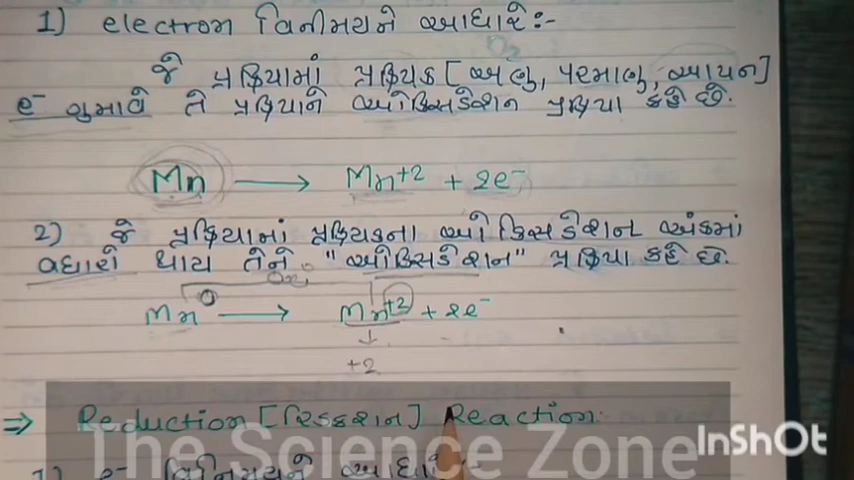 1) electron વિનીમયને આધારે :-
O₂
જે પ્રક્રિયામાં પ્રક્રિયક [અણુ, પરમાણુ, આયન]
e⁻ ગુમાવે તે પ્રક્રિયાને ઓક્સિડેશન પ્રક્રિયા કહે છે.
Mn ⟶ Mn⁺² + 2e⁻
2) જે પ્રક્રિયામાં પ્રક્રિયકના ઓક્સિડેશન અંકમાં
વધારો થાય તેને "ઓક્સિડેશન" પ્રક્રિયા કહે છે.
Mn⁰ ⟶ Mn⁺² + 2e⁻
↓
+2
⇒ Reduction [રિડક્શન] Reaction:
The Science Zone
InShOt
1) e⁻ વિનીમયને આધારે :-